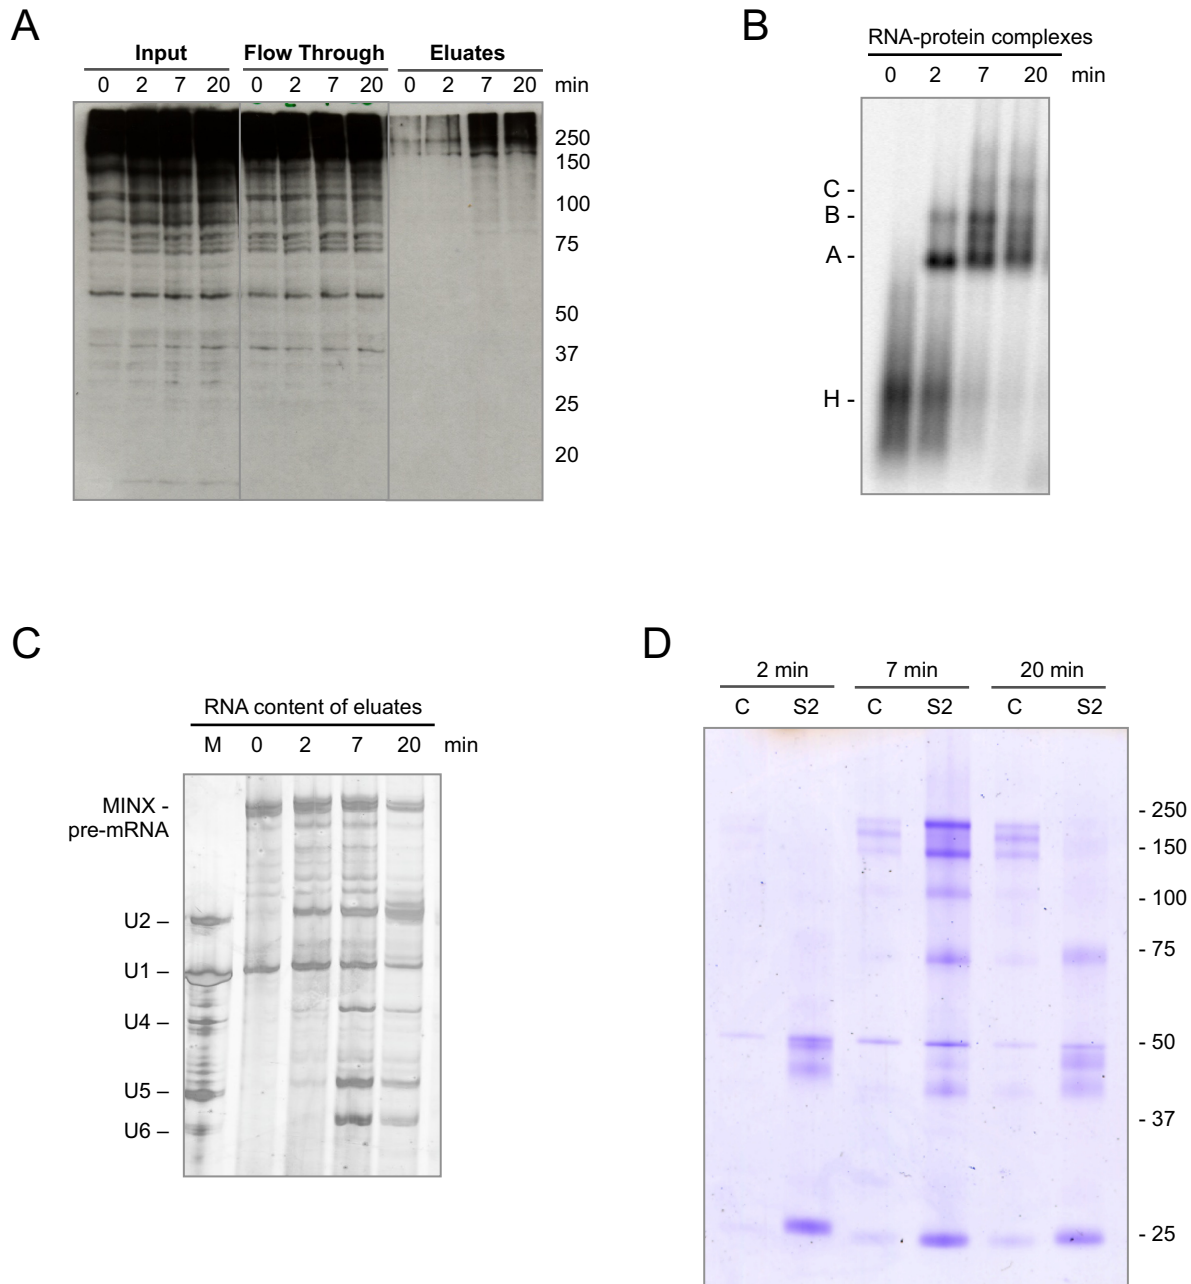 A
Input Flow Through Eluates
0 2 7 20 0 2 7 20 0 2 7 20 min
250
150
100
75
50
37
25
20
B
RNA-protein complexes
0 2 7 20 min
C -
B -
A -
H -
C
RNA content of eluates
M 0 2 7 20 min
MINX -
pre-mRNA
U2 –
U1 –
U4 –
U5 –
U6 –
D
2 min 7 min 20 min
C S2 C S2 C S2
- 250
- 150
- 100
- 75
- 50
- 37
- 25